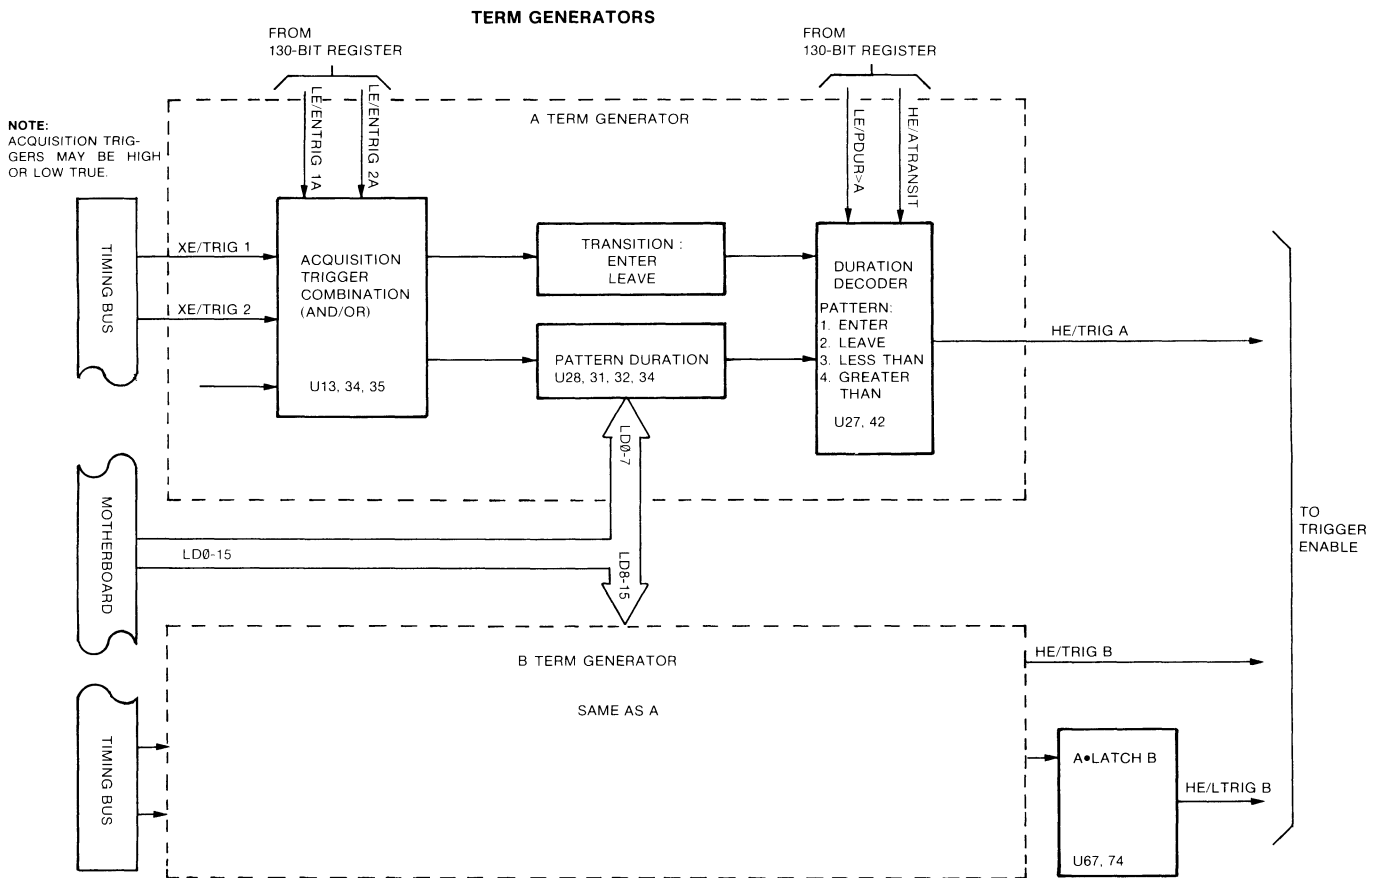 TERM GENERATORS
FROM
130-BIT REGISTER
FROM
130-BIT REGISTER
NOTE:
ACQUISITION TRIG-
GERS MAY BE HIGH
OR LOW TRUE.
LE/ENTRIG 1A
LE/ENTRIG 2A
A TERM GENERATOR
LE/PDUR>A
HE/ATRANSIT
TIMING BUS
XE/TRIG 1
XE/TRIG 2
ACQUISITION
TRIGGER
COMBINATION
(AND/OR)
U13, 34, 35
TRANSITION :
ENTER
LEAVE
PATTERN DURATION
U28, 31, 32, 34
DURATION
DECODER
PATTERN:
1. ENTER
2. LEAVE
3. LESS THAN
4. GREATER
THAN
U27, 42
HE/TRIG A
LD0-7
MOTHERBOARD
LD0-15
LD8-15
TO
TRIGGER
ENABLE
B TERM GENERATOR
SAME AS A
HE/TRIG B
TIMING BUS
A•LATCH B
U67, 74
HE/LTRIG B